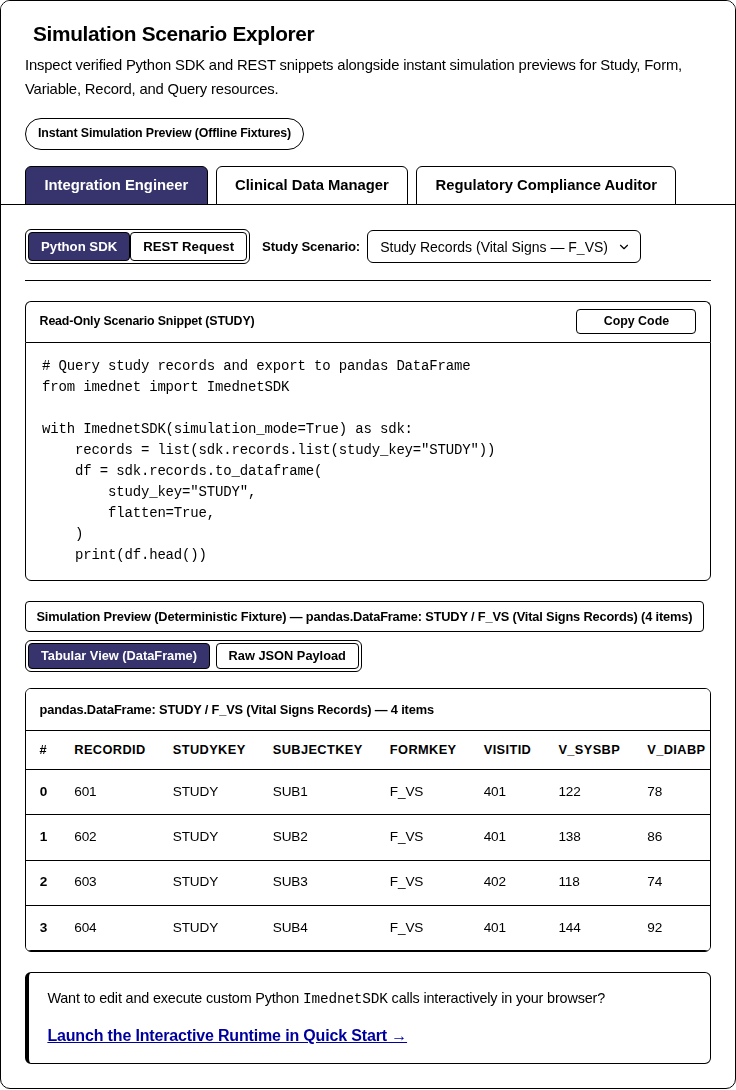 Simulation Scenario Explorer
Inspect verified Python SDK and REST snippets alongside instant simulation previews for Study, Form,
Variable, Record, and Query resources.
Instant Simulation Preview (Offline Fixtures)
Integration Engineer Clinical Data Manager Regulatory Compliance Auditor
Python SDK REST Request Study Scenario: Study Records (Vital Signs — F_VS)
Read-Only Scenario Snippet (STUDY) Copy Code
# Query study records and export to pandas DataFrame
from imednet import ImednetSDK

with ImednetSDK(simulation_mode=True) as sdk:
    records = list(sdk.records.list(study_key="STUDY"))
    df = sdk.records.to_dataframe(
        study_key="STUDY",
        flatten=True,
    )
    print(df.head())
Simulation Preview (Deterministic Fixture) — pandas.DataFrame: STUDY / F_VS (Vital Signs Records) (4 items)
Tabular View (DataFrame) Raw JSON Payload
pandas.DataFrame: STUDY / F_VS (Vital Signs Records) — 4 items
# RECORDID STUDYKEY SUBJECTKEY FORMKEY VISITID V_SYSBP V_DIABP
0 601 STUDY SUB1 F_VS 401 122 78
1 602 STUDY SUB2 F_VS 401 138 86
2 603 STUDY SUB3 F_VS 402 118 74
3 604 STUDY SUB4 F_VS 401 144 92
Want to edit and execute custom Python ImednetSDK calls interactively in your browser?
Launch the Interactive Runtime in Quick Start →